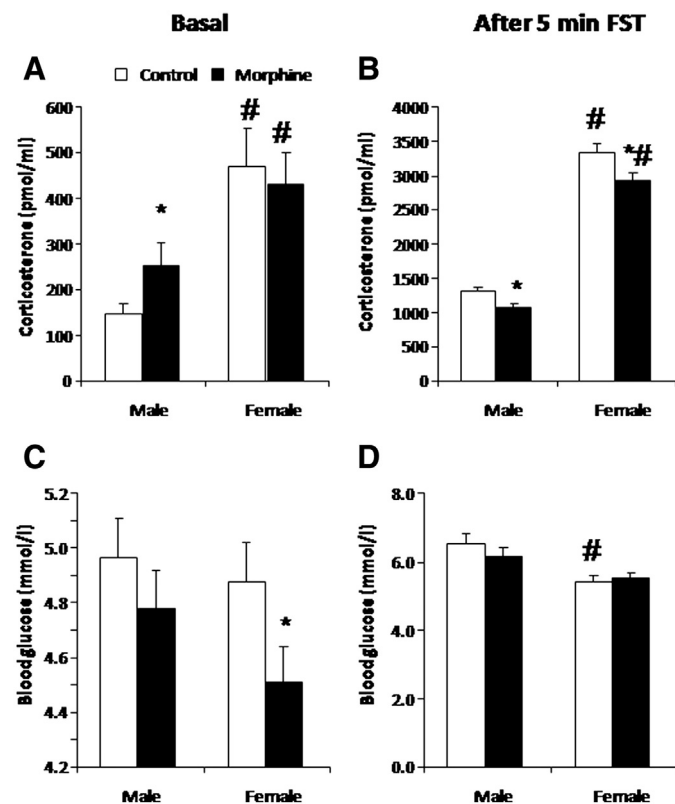 Basal
After 5 min FST
A
Control Morphine
600
500
400
300
200
100
0
Corticosterone (pmol/ml)
*
#
#
Male Female
B
4000
3500
3000
2500
2000
1500
1000
500
0
Corticosterone (pmol/ml)
*
#
*#
Male Female
C
5.2
5.0
4.8
4.6
4.4
4.2
Bloodglucose (mmol/l)
*
Male Female
D
8.0
6.0
4.0
2.0
0.0
Bloodglucose (mmol/l)
#
Male Female